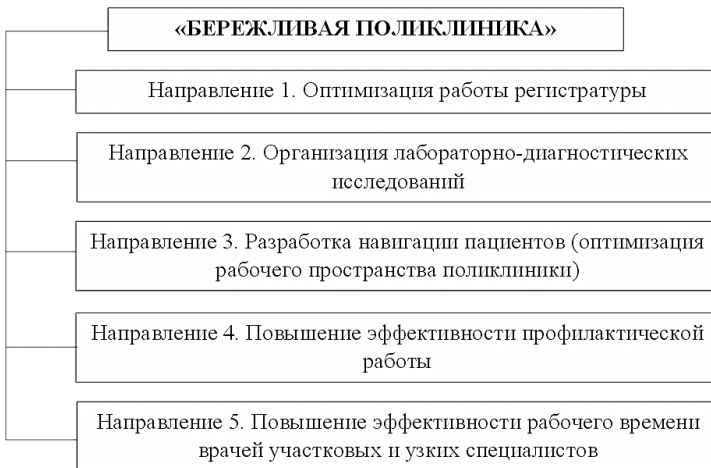 «БЕРЕЖЛИВАЯ ПОЛИКЛИНИКА»
Направление 1. Оптимизация работы регистратуры
Направление 2. Организация лабораторно-диагностических
исследований
Направление 3. Разработка навигации пациентов (оптимизация
рабочего пространства поликлиники)
Направление 4. Повышение эффективности профилактической
работы
Направление 5. Повышение эффективности рабочего времени
врачей участковых и узких специалистов